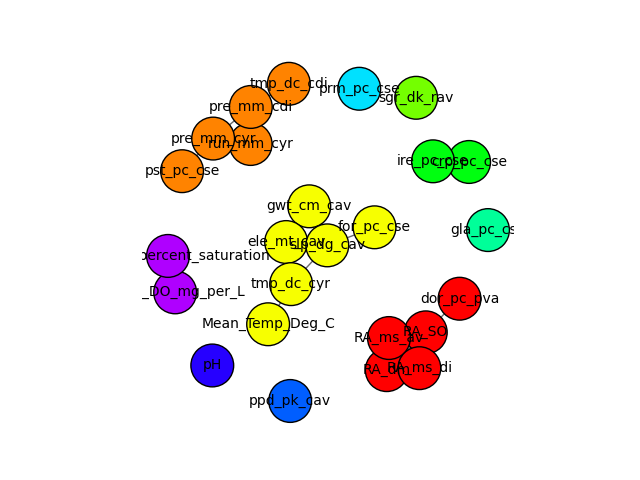 tmp_dc_cdi
prm_pc_cse
sgr_dk_rav
pre_mm_cdi
pre_mm_cyr
run_mm_cyr
pst_pc_cse
ire_pc_cse
crp_pc_cse
gwt_cm_cav
for_pc_cse
gla_pc_cs
ele_mt_cav
slp_dg_cav
percent_saturation
tmp_dc_cyr
_DO_mg_per_L
dor_pc_pva
Mean_Temp_Deg_C
RA_SO
RA_ms_av
pH
RA_dm
RA_ms_di
ppd_pk_cav